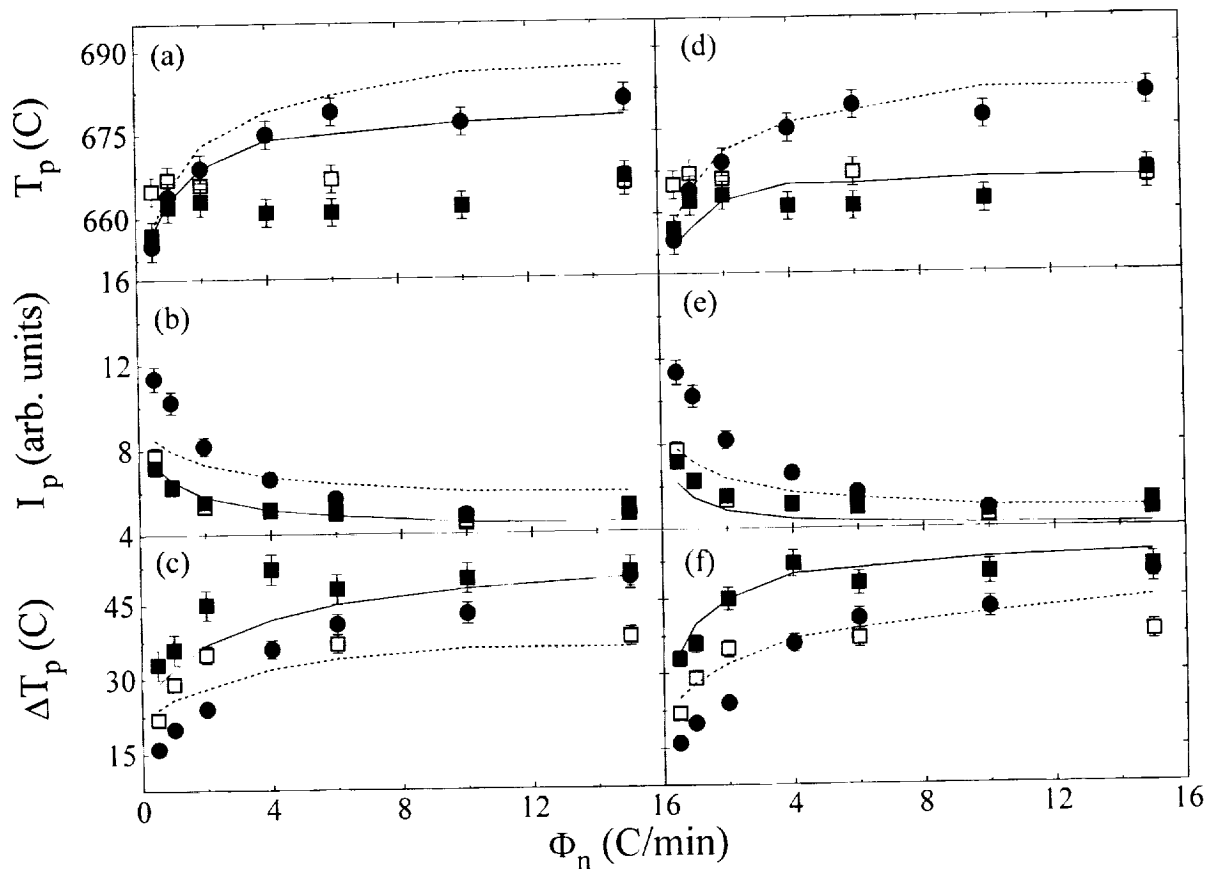 (a)
(d)
690
675
660
T_p (C)
(b)
(e)
16
12
8
4
I_p (arb. units)
(c)
(f)
45
30
15
ΔT_p (C)
0 4 8 12 16 4 8 12 16
Φ_n (C/min)